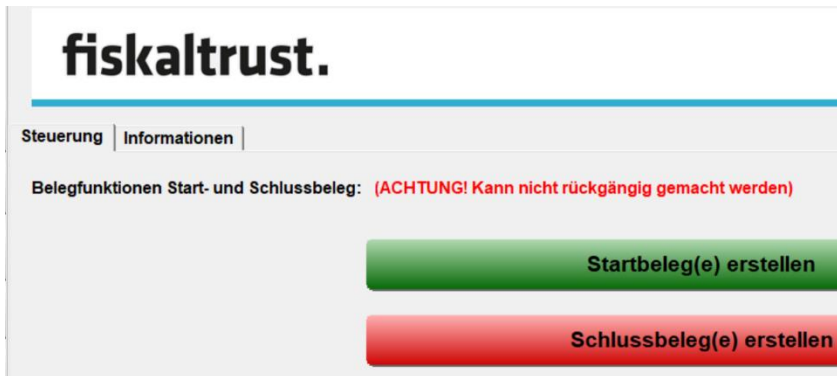 fiskaltrust.
Steuerung Informationen
Belegfunktionen Start- und Schlussbeleg: (ACHTUNG! Kann nicht rückgängig gemacht werden)
Startbeleg(e) erstellen
Schlussbeleg(e) erstellen